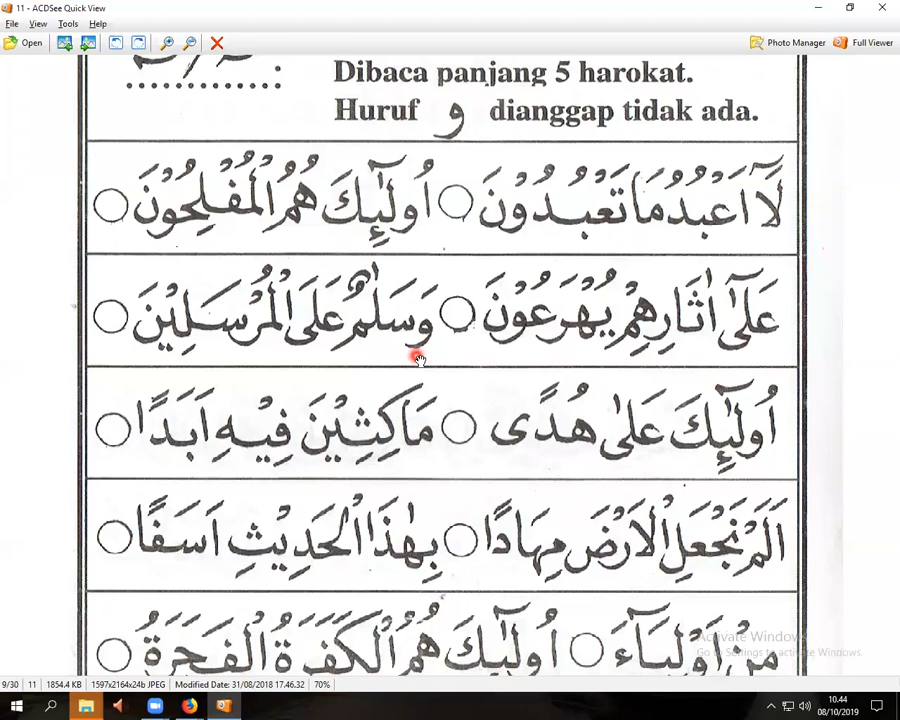 11 - ACDSee Quick View
File View Tools Help
Open Photo Manager Full Viewer
Dibaca panjang 5 harokat.
Huruf و dianggap tidak ada.
لَآ اَعْبُدُ مَا تَعْبُدُوْنَ ○ اُولٰٓئِكَ هُمُ الْمُفْلِحُوْنَ ○
عَلٰٓى اٰثَارِهِمْ يُهْرَعُوْنَ ○ وَسَلٰمٌ عَلَى الْمُرْسَلِيْنَ ○
اُولٰٓئِكَ عَلٰى هُدًى ○ مَاكِثِيْنَ فِيْهِ اَبَدًا ○
اَلَمْ نَجْعَلِ الْاَرْضَ مِهَادًا ○ بِهٰذَا الْحَدِيْثِ اَسَفًا ○
مِنْ اَوْلِيَآءَ ○ اُولٰٓئِكَ هُمُ الْكَفَرَةُ الْفَجَرَةُ ○
Activate Windows
Go to Settings to activate Windows.
9/30 11 1854.4 KB 1597x2164x24b JPEG Modified Date: 31/08/2018 17.46.32 70%
10.44
08/10/2019